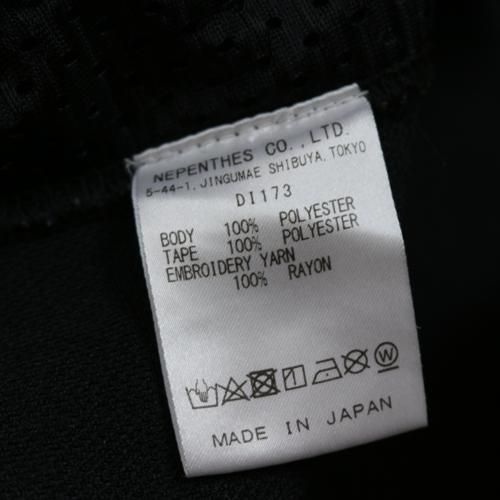 NEPENTHES CO.,LTD.
5-44-1, JINGUMAE SHIBUYA, TOKYO
DI173
BODY 100% POLYESTER
TAPE 100% POLYESTER
EMBROIDERY YARN
100% RAYON
W
MADE IN JAPAN